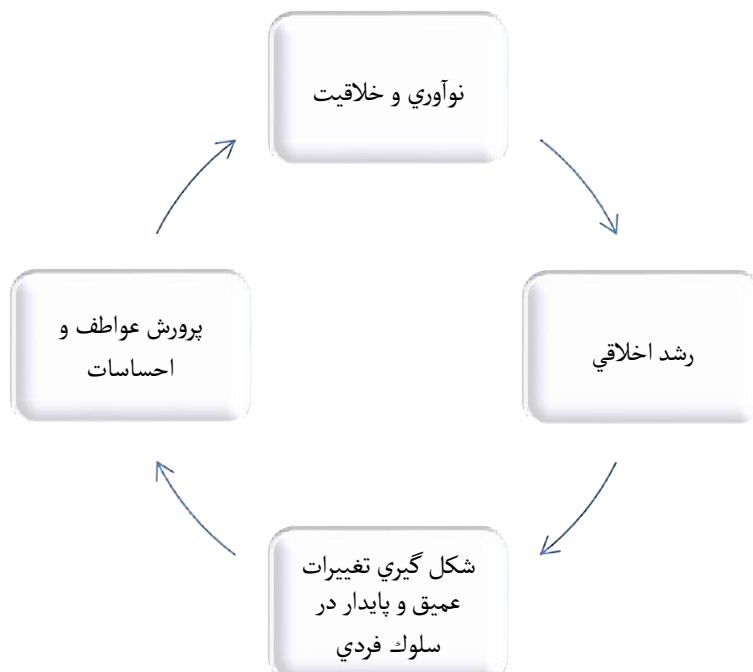 نوآوري و خلاقيت
رشد اخلاقي
شكل گيري تغييرات
عميق و پايدار در
سلوك فردي
پرورش عواطف و
احساسات